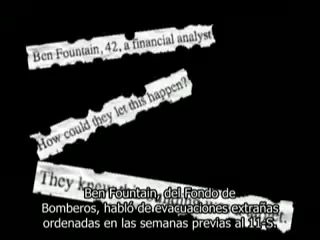 Ben Fountain, 42, a financial analyst
How could they let this happen?
They
Ben Fountain, del Fondo de
Bomberos, habló de evacuaciones extrañas
ordenadas en las semanas previas al 11-S.